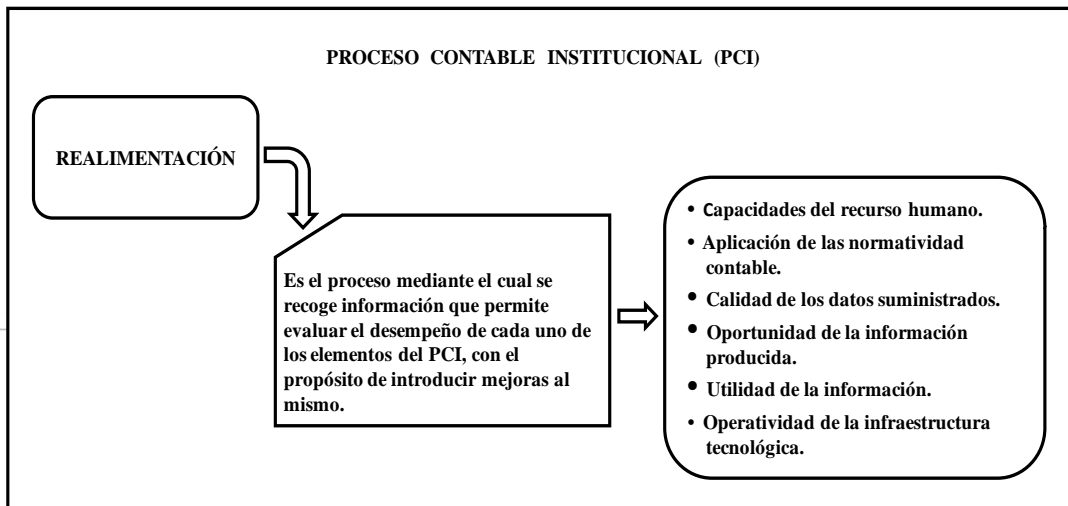 PROCESO CONTABLE INSTITUCIONAL (PCI)
REALIMENTACIÓN
Es el proceso mediante el cual se
recoge información que permite
evaluar el desempeño de cada uno de
los elementos del PCI, con el
propósito de introducir mejoras al
mismo.
• Capacidades del recurso humano.
• Aplicación de las normatividad
contable.
• Calidad de los datos suministrados.
• Oportunidad de la información
producida.
• Utilidad de la información.
• Operatividad de la infraestructura
tecnológica.